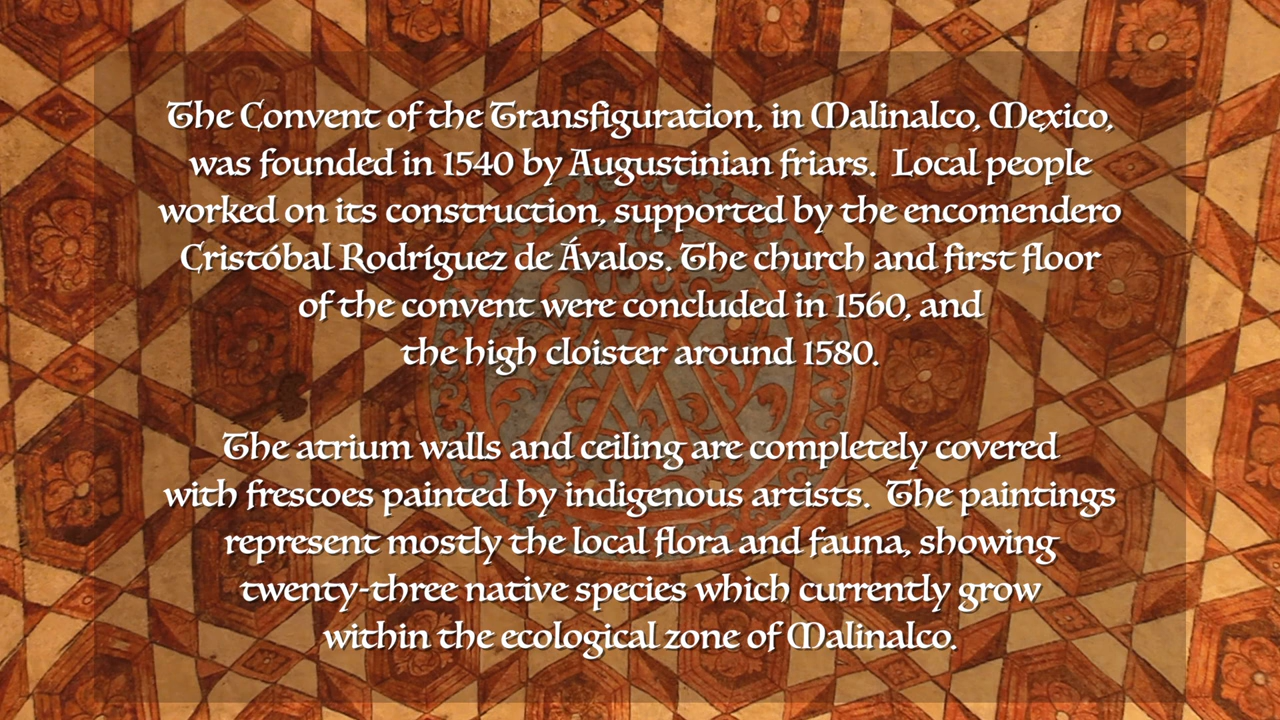 The Convent of the Transfiguration, in Malinalco, Mexico,
was founded in 1540 by Augustinian friars.  Local people
worked on its construction, supported by the encomendero
Cristóbal Rodríguez de Ávalos. The church and first floor
of the convent were concluded in 1560, and
the high cloister around 1580.
The atrium walls and ceiling are completely covered
with frescoes painted by indigenous artists.  The paintings
represent mostly the local flora and fauna, showing
twenty-three native species which currently grow
within the ecological zone of Malinalco.